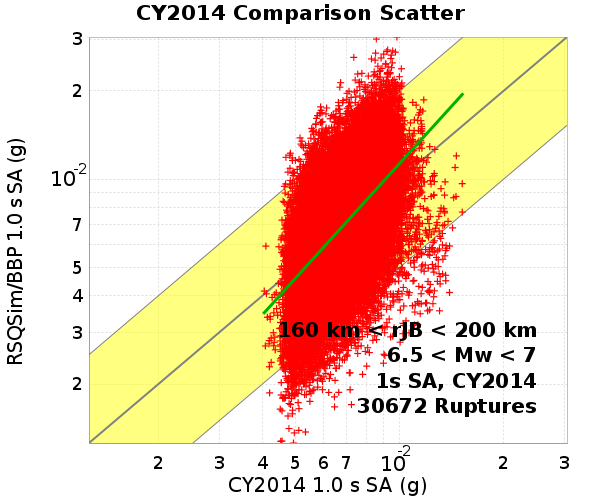 CY2014 Comparison Scatter
3
2
10-2
7
5
4
3
2
RSQSim/BBP 1.0 s SA (g)
160 km < rJB < 200 km
6.5 < Mw < 7
1s SA, CY2014
30672 Ruptures
2 3 4 5 6 7 10-2 2 3
CY2014 1.0 s SA (g)